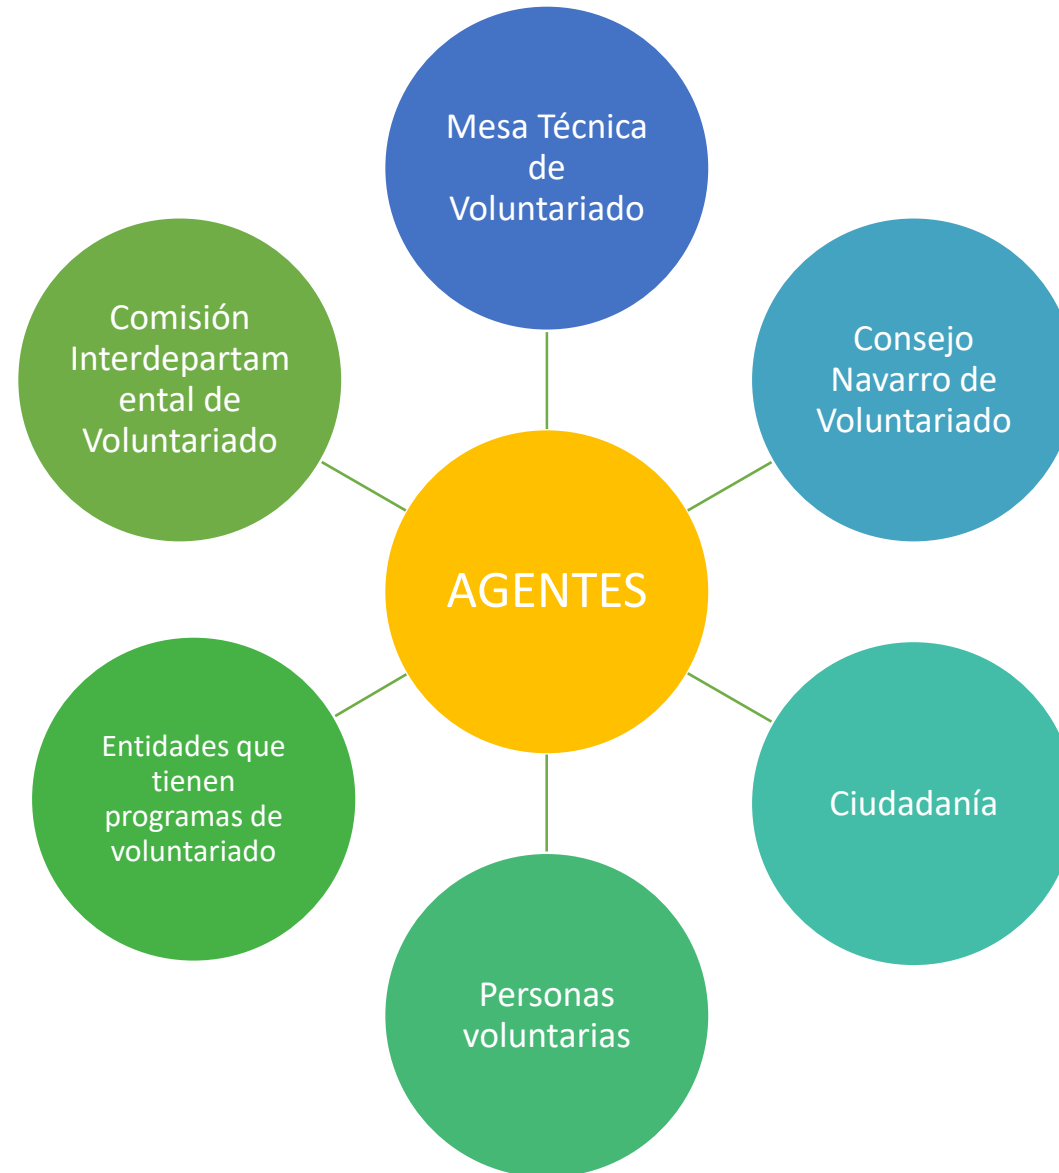 Mesa Técnica
de
Voluntariado
Comisión
Interdepartam
ental de
Voluntariado
Consejo
Navarro de
Voluntariado
AGENTES
Entidades que
tienen
programas de
voluntariado
Ciudadanía
Personas
voluntarias